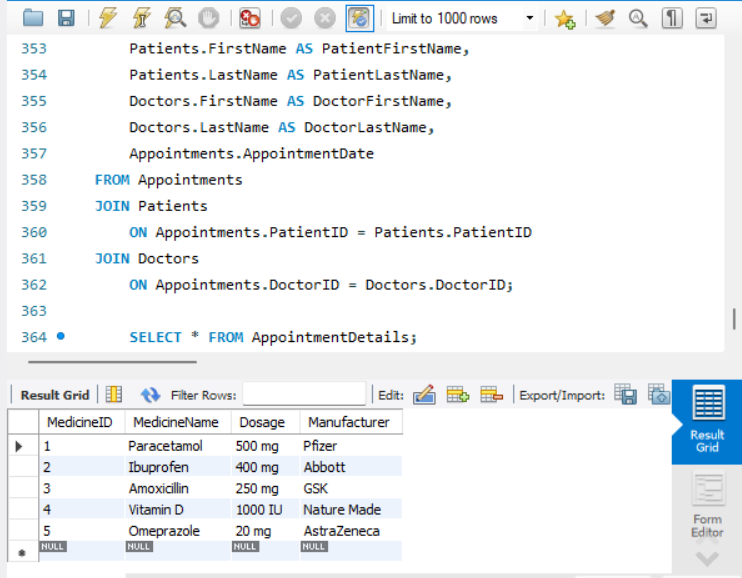 Limit to 1000 rows
353 Patients.FirstName AS PatientFirstName,
354 Patients.LastName AS PatientLastName,
355 Doctors.FirstName AS DoctorFirstName,
356 Doctors.LastName AS DoctorLastName,
357 Appointments.AppointmentDate
358 FROM Appointments
359 JOIN Patients
360 ON Appointments.PatientID = Patients.PatientID
361 JOIN Doctors
362 ON Appointments.DoctorID = Doctors.DoctorID;
363
364 SELECT * FROM AppointmentDetails;
Result Grid Filter Rows: Edit: Export/Import:
MedicineID MedicineName Dosage Manufacturer
1 Paracetamol 500 mg Pfizer
2 Ibuprofen 400 mg Abbott
3 Amoxicillin 250 mg GSK
4 Vitamin D 1000 IU Nature Made
5 Omeprazole 20 mg AstraZeneca
NULL NULL NULL NULL
Result
Grid
Form
Editor